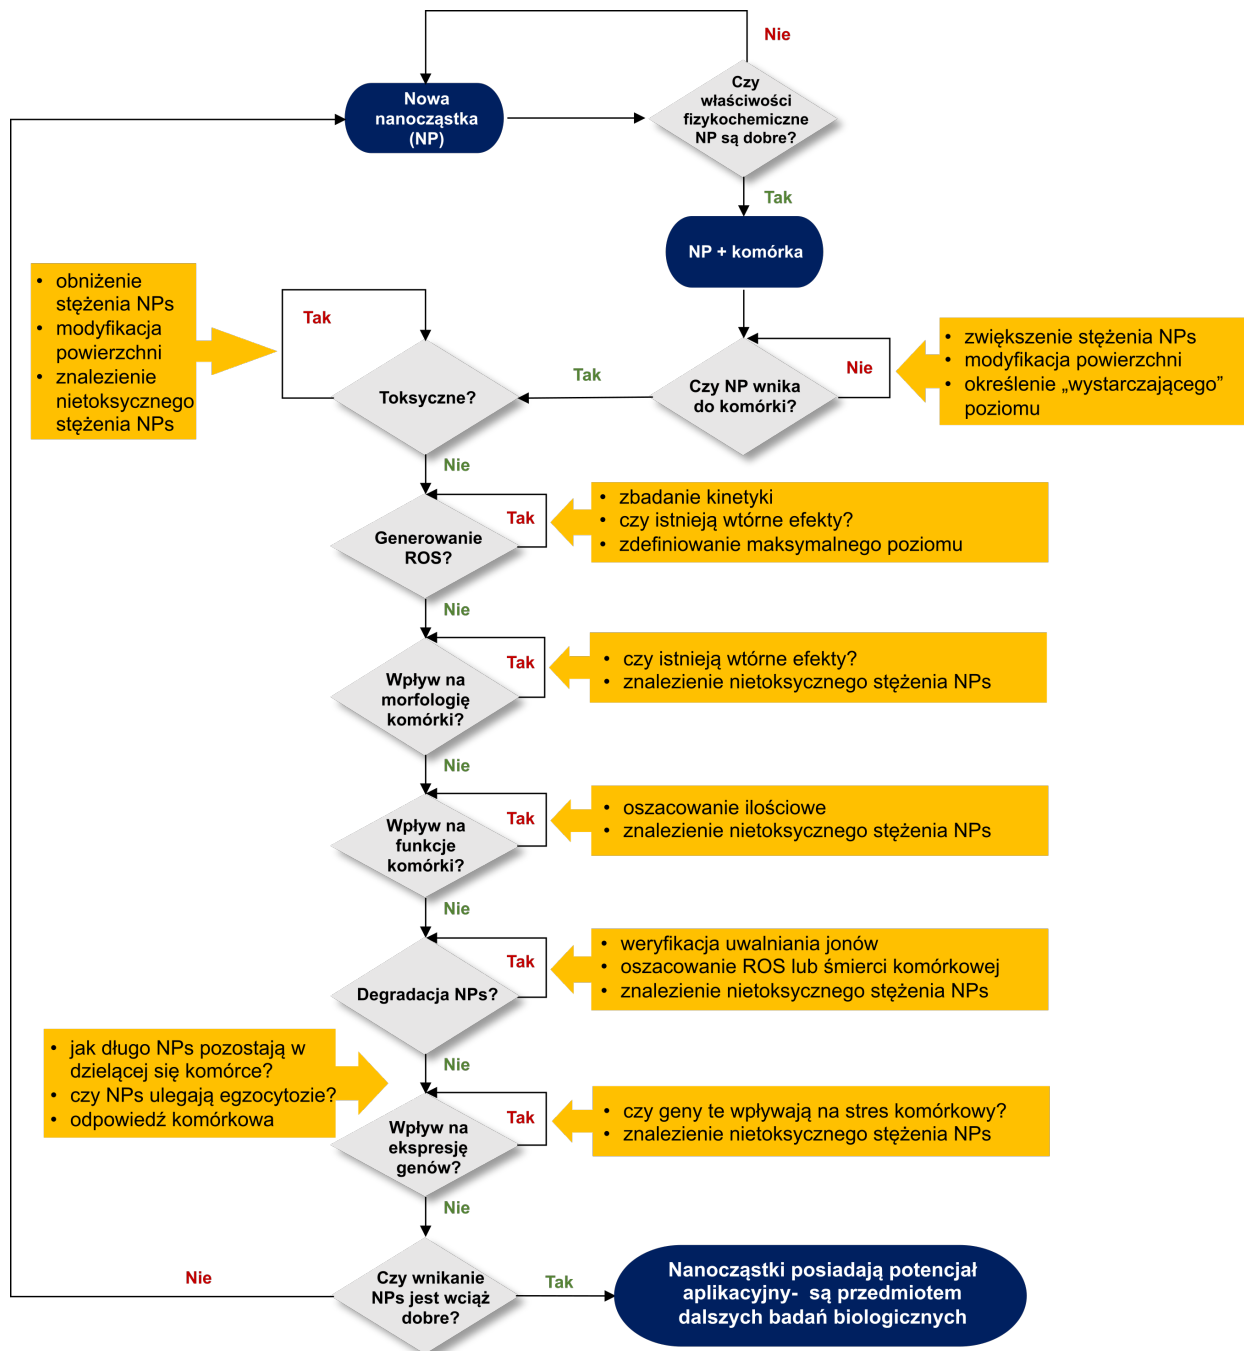 Nie
Czy
właściwości
fizykochemiczne
NP są dobre?
Nowa
nanocząstka
(NP)
Tak
NP + komórka
• obniżenie
stężenia NPs
• modyfikacja
powierzchni
• znalezienie
nietoksycznego
stężenia NPs
Tak
Toksyczne?
Tak
Czy NP wnika
do komórki?
Nie
• zwiększenie stężenia NPs
• modyfikacja powierzchni
• określenie „wystarczającego”
poziomu
Nie
Generowanie
ROS?
Tak
• zbadanie kinetyki
• czy istnieją wtórne efekty?
• zdefiniowanie maksymalnego poziomu
Nie
Wpływ na
morfologię
komórki?
Tak
• czy istnieją wtórne efekty?
• znalezienie nietoksycznego stężenia NPs
Nie
Wpływ na
funkcje
komórki?
Tak
• oszacowanie ilościowe
• znalezienie nietoksycznego stężenia NPs
Nie
Degradacja NPs?
Tak
• weryfikacja uwalniania jonów
• oszacowanie ROS lub śmierci komórkowej
• znalezienie nietoksycznego stężenia NPs
Nie
• jak długo NPs pozostają w
dzielącej się komórce?
• czy NPs ulegają egzocytozie?
• odpowiedź komórkowa
Wpływ na
ekspresję
genów?
Tak
• czy geny te wpływają na stres komórkowy?
• znalezienie nietoksycznego stężenia NPs
Nie
Nie
Czy wnikanie
NPs jest wciąż
dobre?
Tak
Nanocząstki posiadają potencjał
aplikacyjny- są przedmiotem
dalszych badań biologicznych